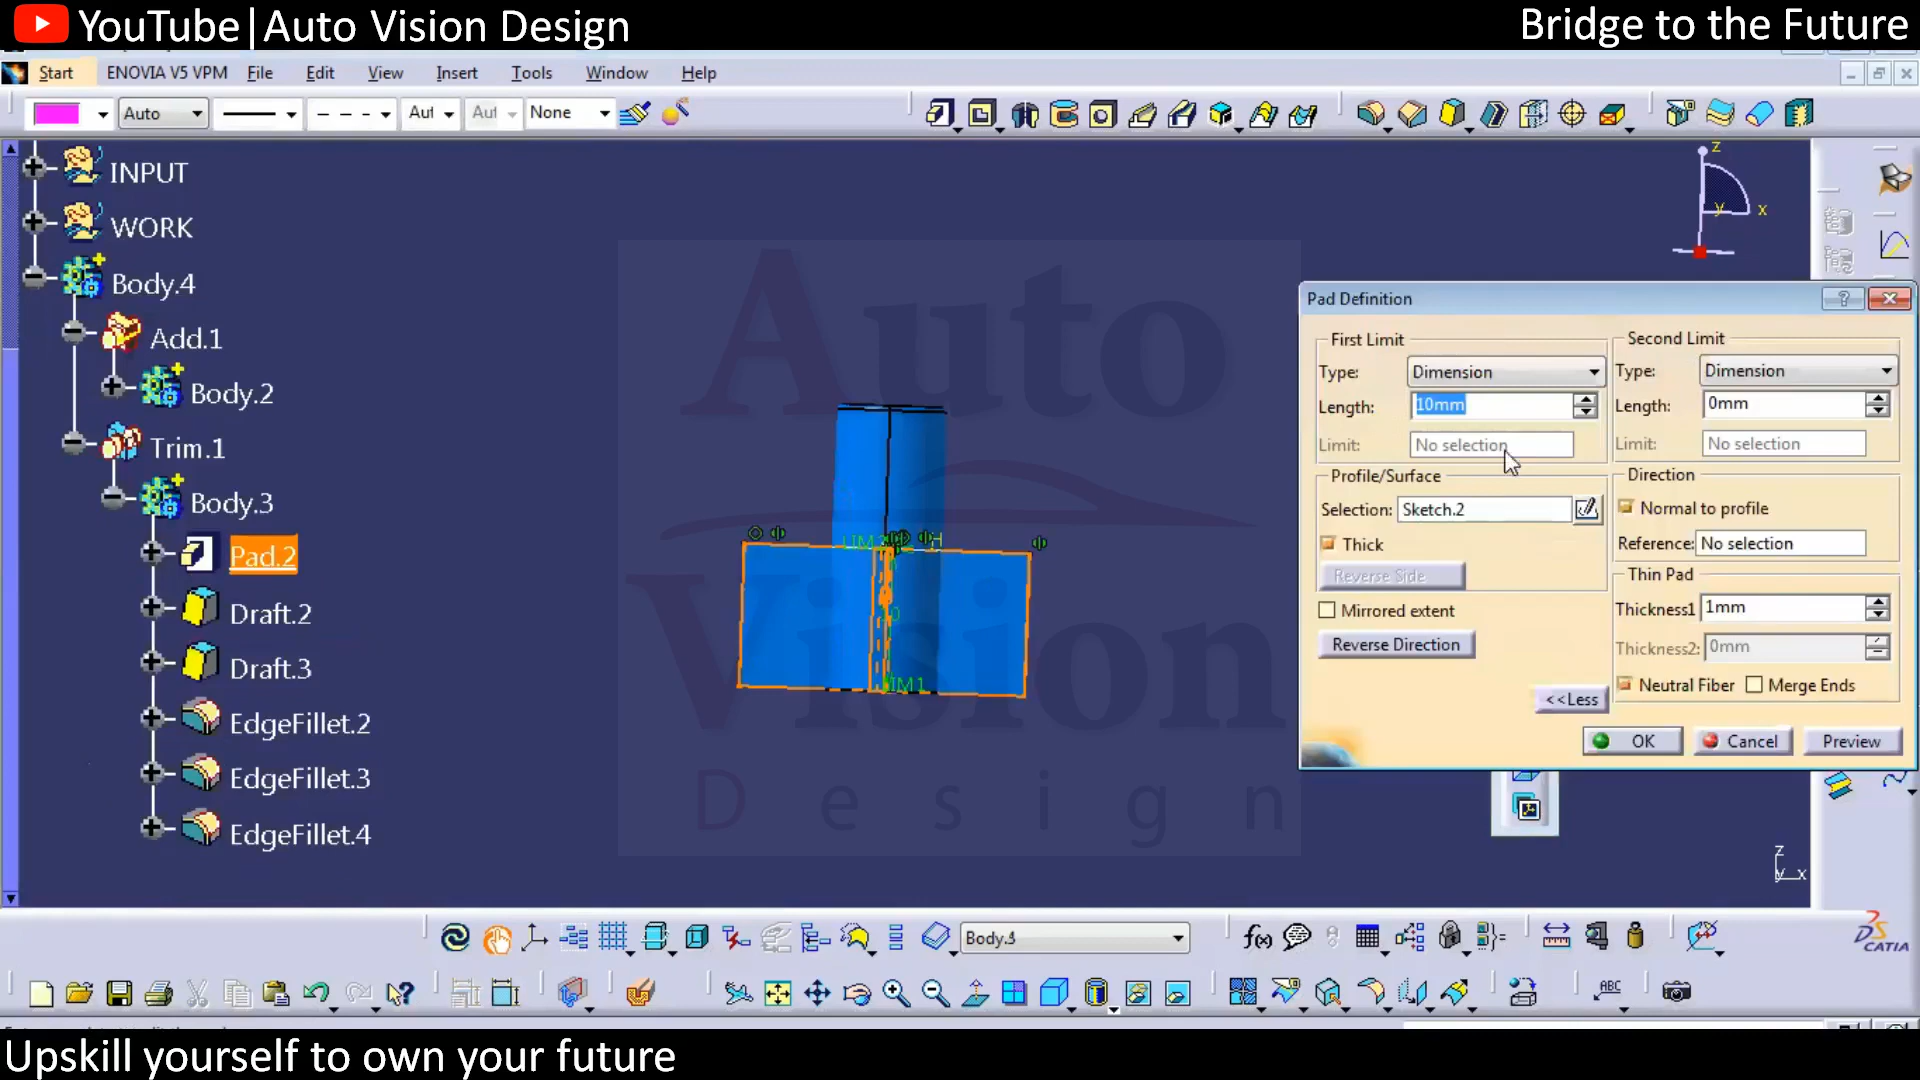 YouTube|Auto Vision Design
Bridge to the Future
Start ENOVIA V5 VPM File Edit View Insert Tools Window Help
Auto Aut Aut None
INPUT
WORK
Body.4
Add.1
Body.2
Trim.1
Body.3
Pad.2
Draft.2
Draft.3
EdgeFillet.2
EdgeFillet.3
EdgeFillet.4
Auto
Vision
Design
LIM1
H
z
y
x
Pad Definition
First Limit
Type: Dimension
Length: 10mm
Limit: No selection
Profile/Surface
Selection: Sketch.2
Thick
Reverse Side
Mirrored extent
Reverse Direction
<<Less
Second Limit
Type: Dimension
Length: 0mm
Limit: No selection
Direction
Normal to profile
Reference: No selection
Thin Pad
Thickness1 1mm
Thickness2: 0mm
Neutral Fiber Merge Ends
OK Cancel Preview
z
y x
f(x)
ABC
CATIA
Upskill yourself to own your future